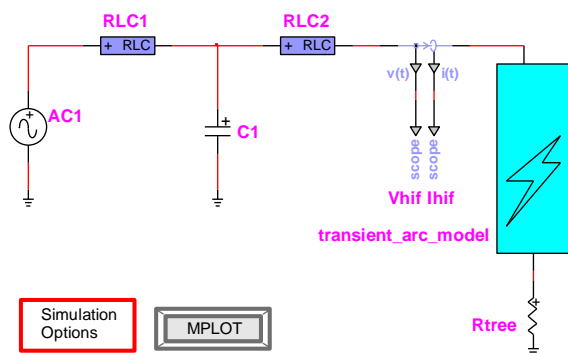 RLC1
RLC2
+ RLC
+ RLC
v(t)
i(t)
+
AC1
+
C1
scope
scope
Vhif Ihif
transient_arc_model
Simulation
Options
MPLOT
+
Rtree